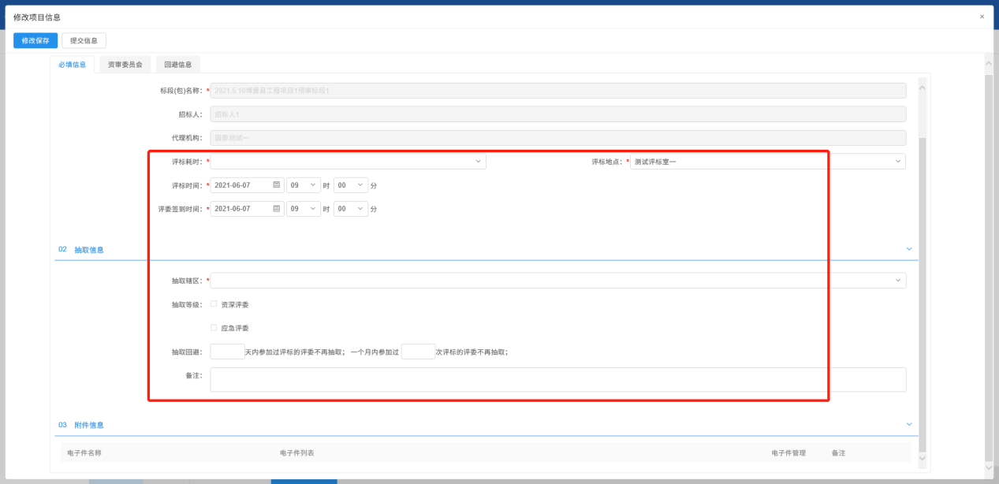 修改项目信息 ×
修改保存 提交信息
必填信息 资审委员会 回避信息
标段(包)名称：* 2021.5.10博曼县工程项目1预审标段1
招标人： 招标人1
代理机构： 国泰测试一
评标耗时：* 评标地点：* 测试评标室一
评标时间：* 2021-06-07 09 时 00 分
评委签到时间：* 2021-06-07 09 时 00 分
02 抽取信息
抽取辖区：*
抽取等级： 资深评委
应急评委
抽取回避： 天内参加过评标的评委不再抽取； 一个月内参加过 次评标的评委不再抽取；
备注：
03 附件信息
电子件名称 电子件列表 电子件管理 备注